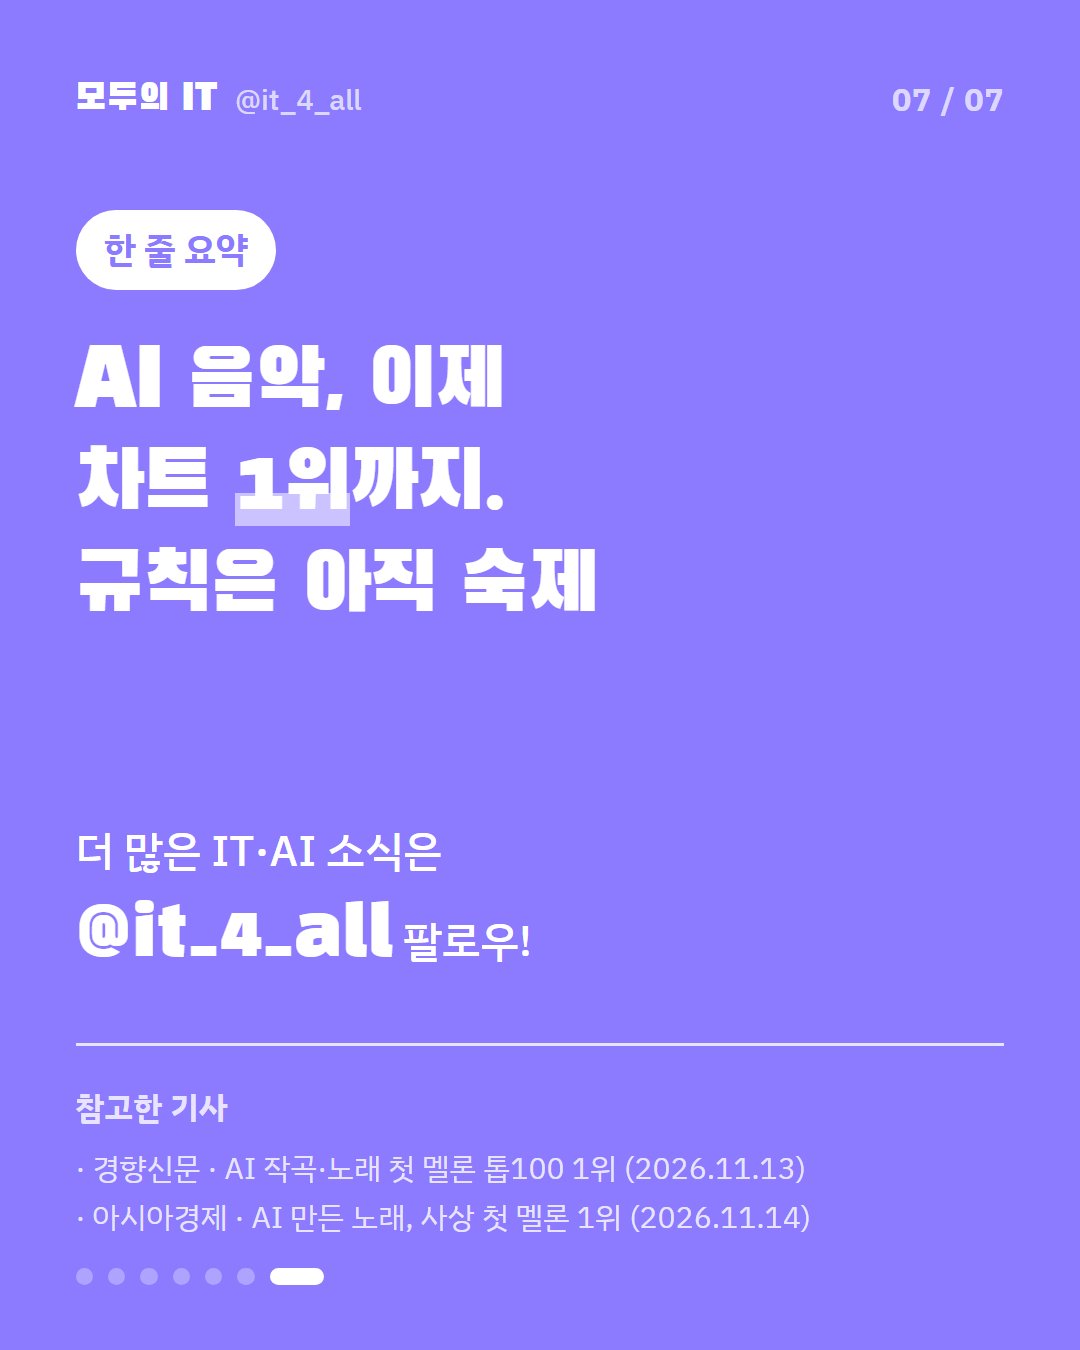 모두의 IT @it_4_all
07 / 07
한 줄 요약
AI 음악, 이제
차트 1위까지.
규칙은 아직 숙제
더 많은 IT·AI 소식은
@it_4_all 팔로우!
참고한 기사
· 경향신문 · AI 작곡·노래 첫 멜론 톱100 1위 (2026.11.13)
· 아시아경제 · AI 만든 노래, 사상 첫 멜론 1위 (2026.11.14)